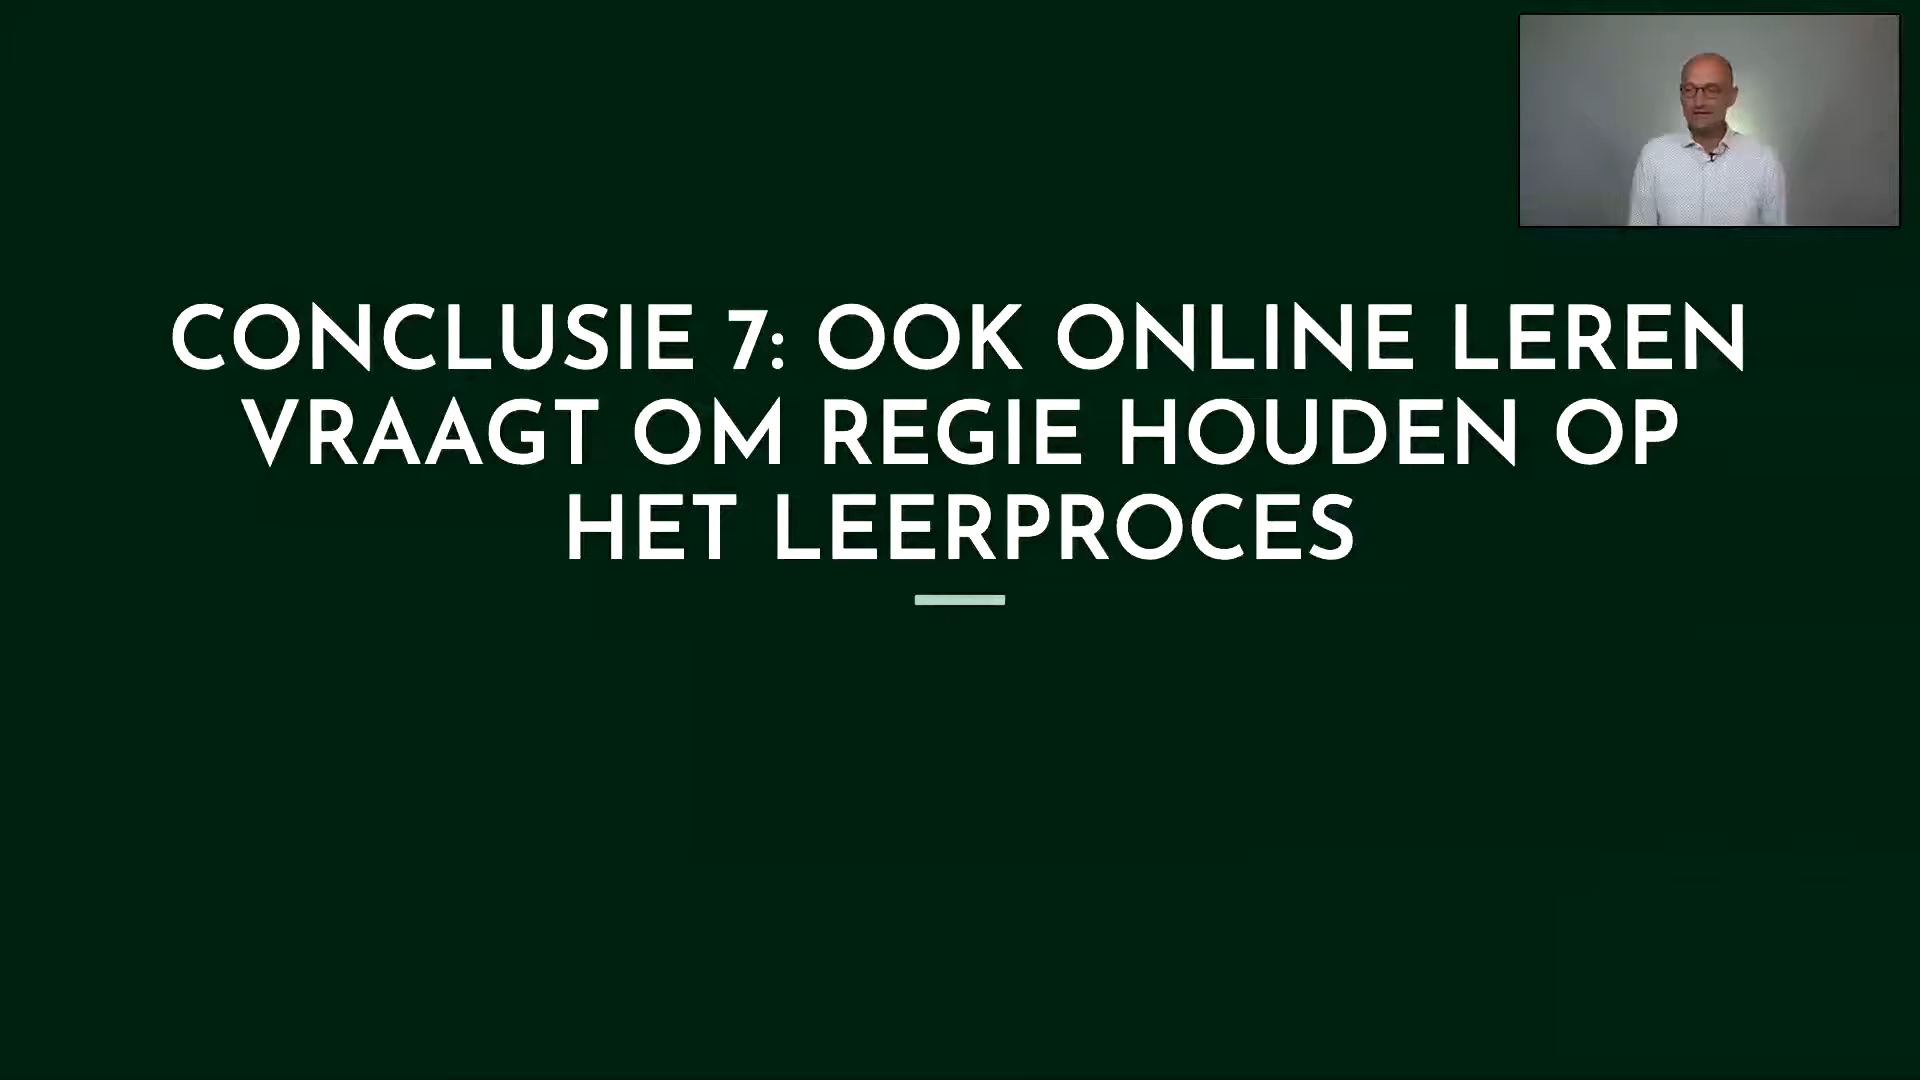 CONCLUSIE 7: OOK ONLINE LEREN
VRAAGT OM REGIE HOUDEN OP
HET LEERPROCES